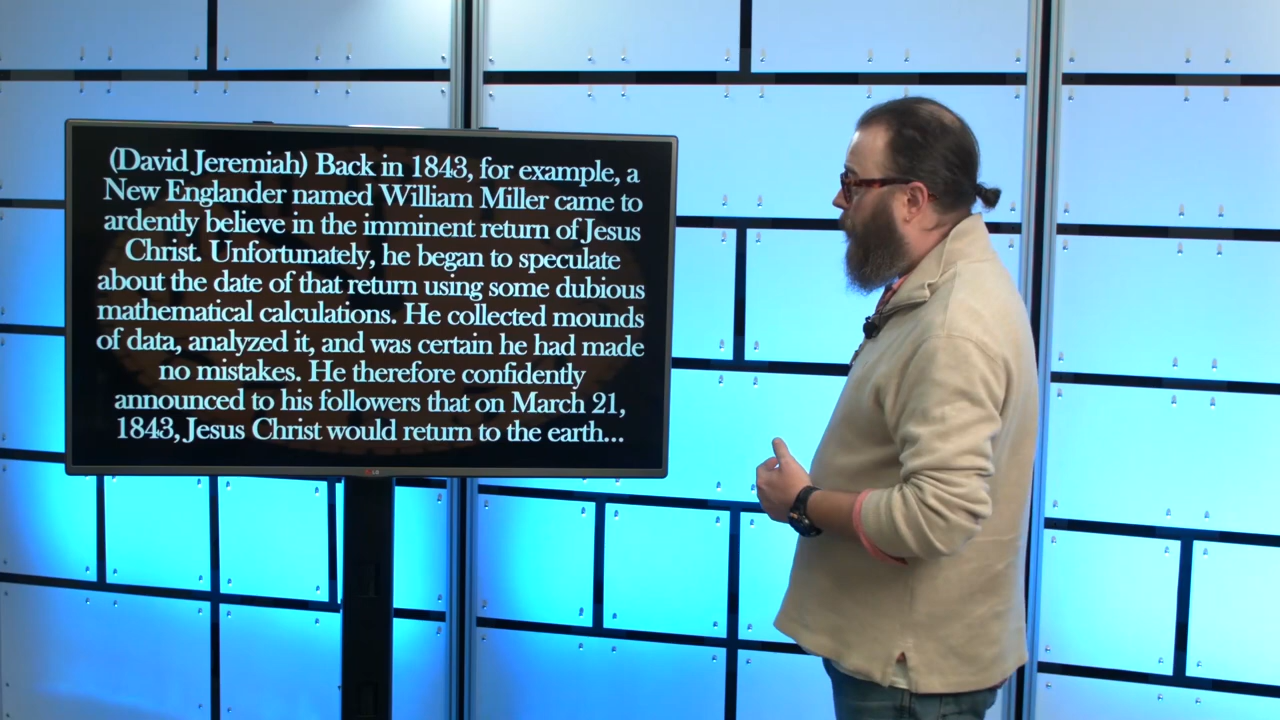 (David Jeremiah) Back in 1843, for example, a
New Englander named William Miller came to
ardently believe in the imminent return of Jesus
Christ. Unfortunately, he began to speculate
about the date of that return using some dubious
mathematical calculations. He collected mounds
of data, analyzed it, and was certain he had made
no mistakes. He therefore confidently
announced to his followers that on March 21,
1843, Jesus Christ would return to the earth...
LG